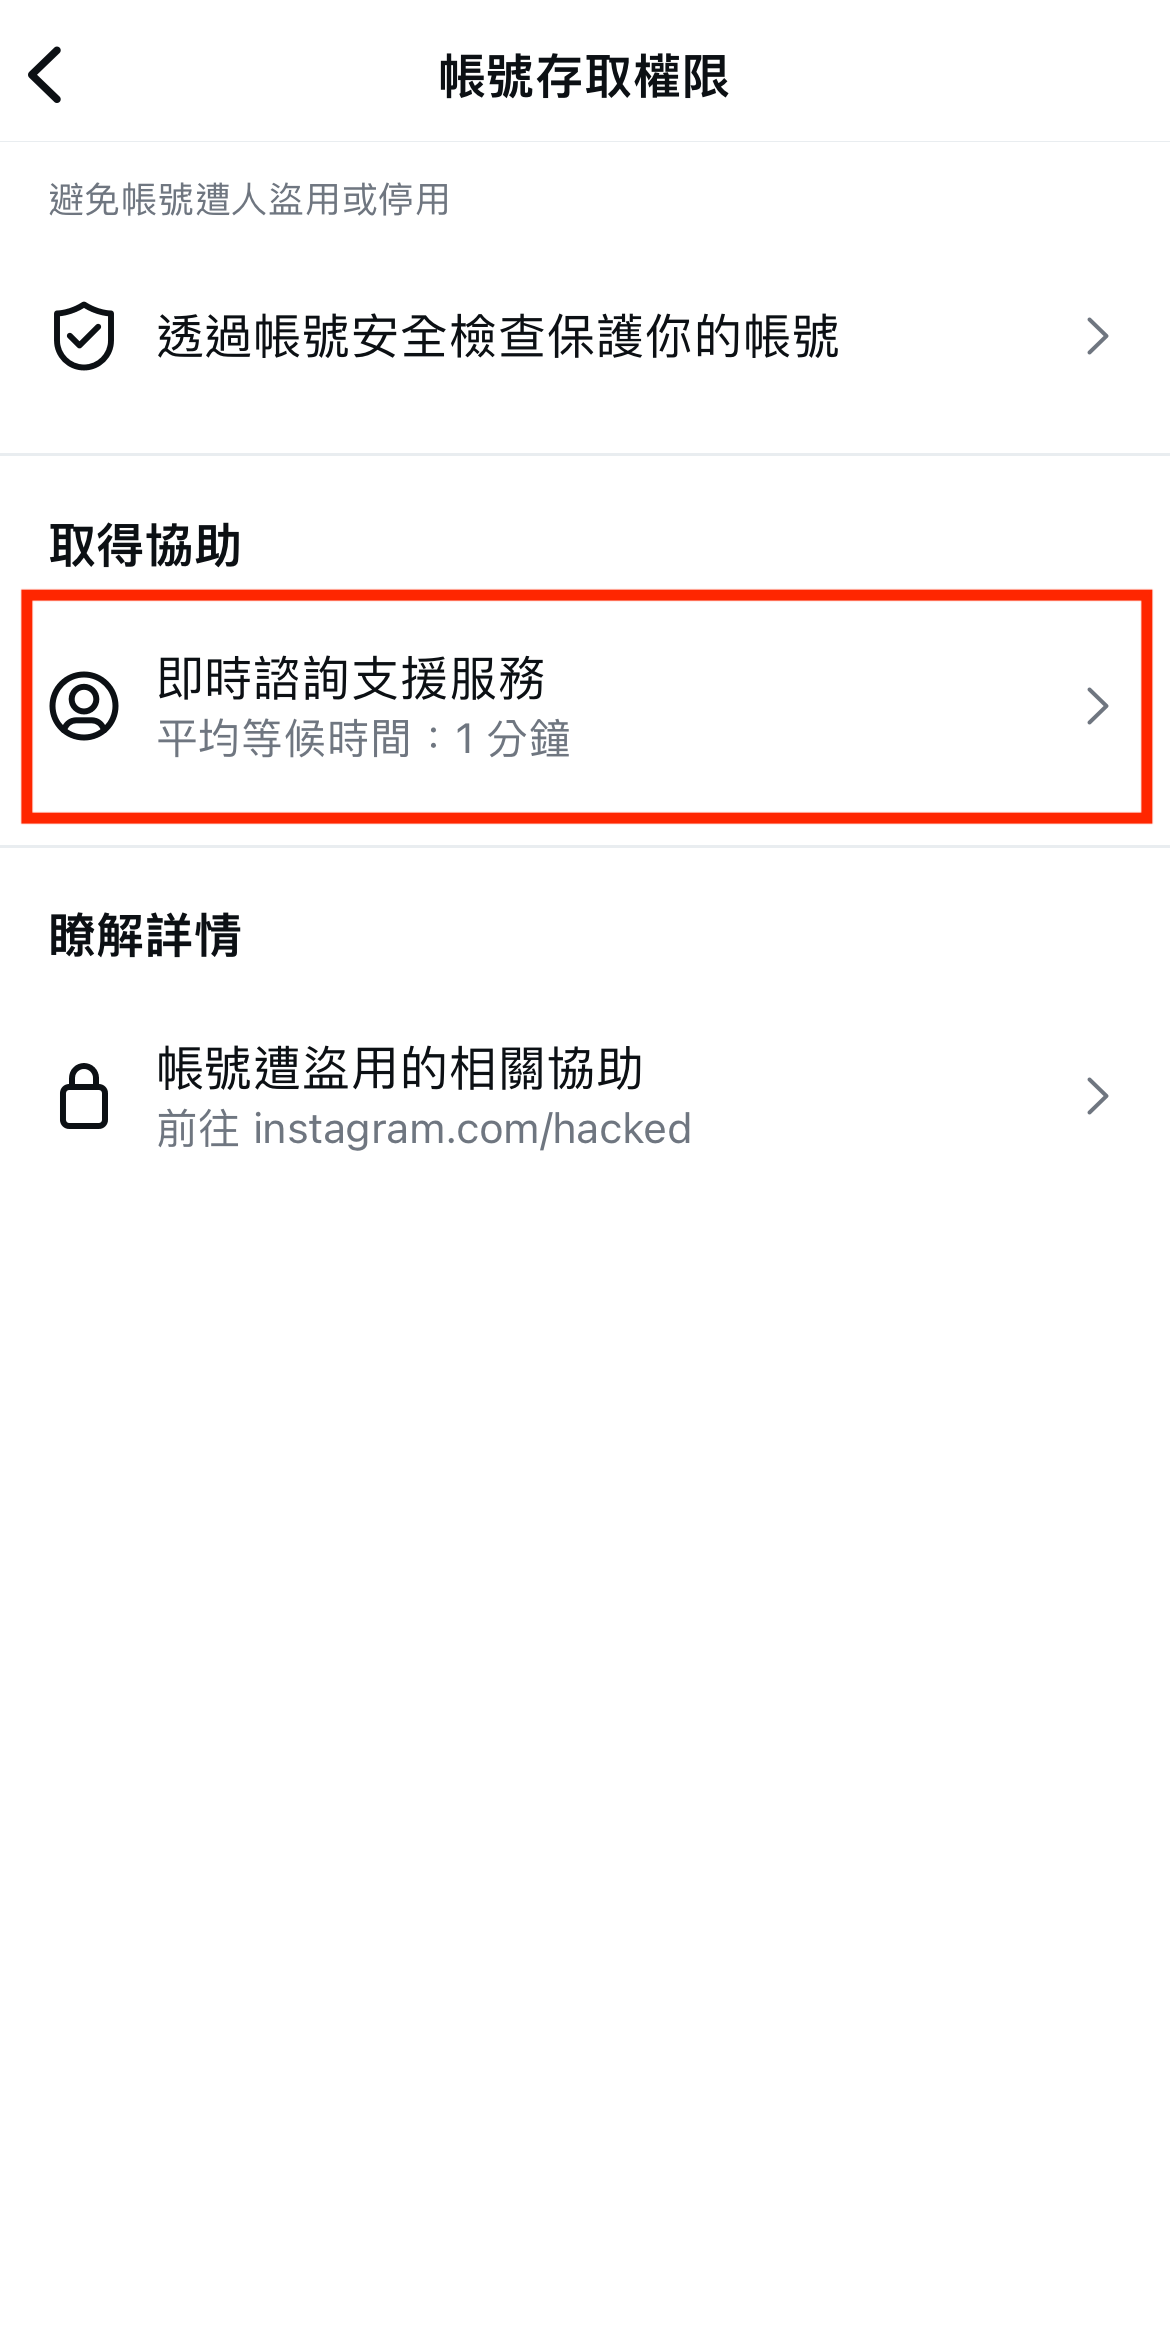 帳號存取權限
避免帳號遭人盜用或停用
透過帳號安全檢查保護你的帳號
取得協助
即時諮詢支援服務
平均等候時間：1 分鐘
瞭解詳情
帳號遭盜用的相關協助
前往 instagram.com/hacked